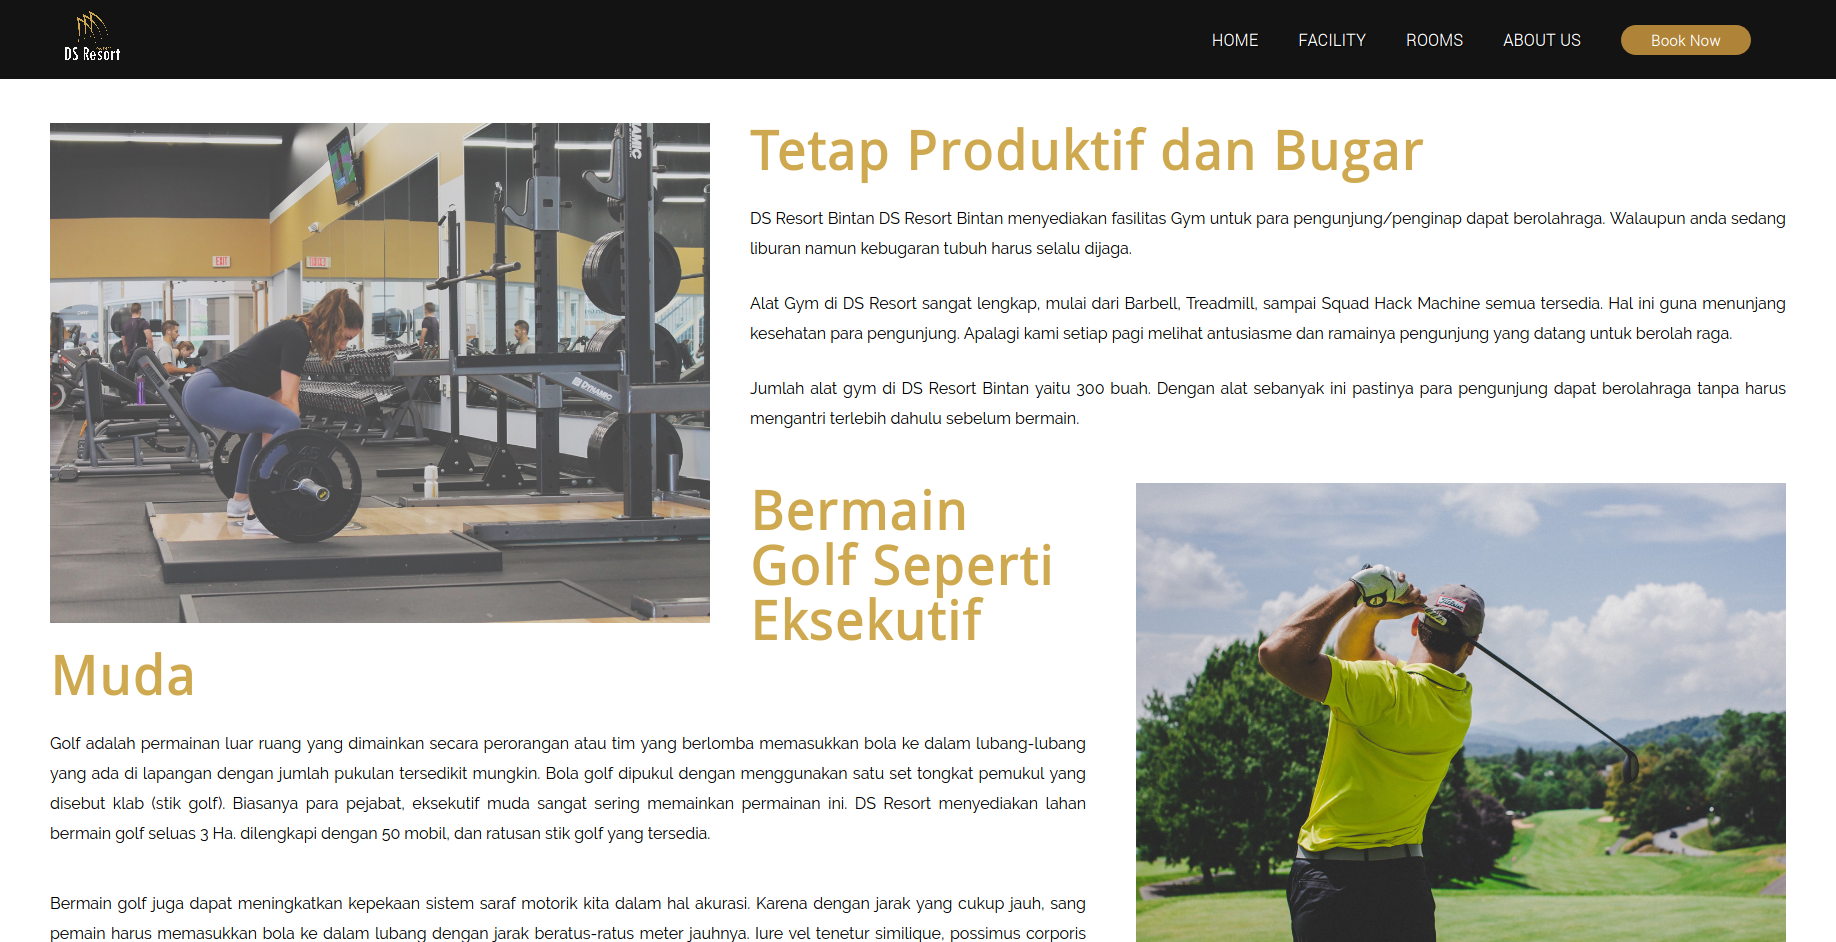 DS Resort
HOME FACILITY ROOMS ABOUT US Book Now
Tetap Produktif dan Bugar
DS Resort Bintan DS Resort Bintan menyediakan fasilitas Gym untuk para pengunjung/penginap dapat berolahraga. Walaupun anda sedang
liburan namun kebugaran tubuh harus selalu dijaga.
Alat Gym di DS Resort sangat lengkap, mulai dari Barbell, Treadmill, sampai Squad Hack Machine semua tersedia. Hal ini guna menunjang
kesehatan para pengunjung. Apalagi kami setiap pagi melihat antusiasme dan ramainya pengunjung yang datang untuk berolah raga.
Jumlah alat gym di DS Resort Bintan yaitu 300 buah. Dengan alat sebanyak ini pastinya para pengunjung dapat berolahraga tanpa harus
mengantri terlebih dahulu sebelum bermain.
EXIT
DYNAMIC
45
Bermain
Golf Seperti
Eksekutif
Muda
Titleist
Golf adalah permainan luar ruang yang dimainkan secara perorangan atau tim yang berlomba memasukkan bola ke dalam lubang-lubang
yang ada di lapangan dengan jumlah pukulan tersedikit mungkin. Bola golf dipukul dengan menggunakan satu set tongkat pemukul yang
disebut klab (stik golf). Biasanya para pejabat, eksekutif muda sangat sering memainkan permainan ini. DS Resort menyediakan lahan
bermain golf seluas 3 Ha. dilengkapi dengan 50 mobil, dan ratusan stik golf yang tersedia.
Bermain golf juga dapat meningkatkan kepekaan sistem saraf motorik kita dalam hal akurasi. Karena dengan jarak yang cukup jauh, sang
pemain harus memasukkan bola ke dalam lubang dengan jarak beratus-ratus meter jauhnya. Iure vel tenetur similique, possimus corporis